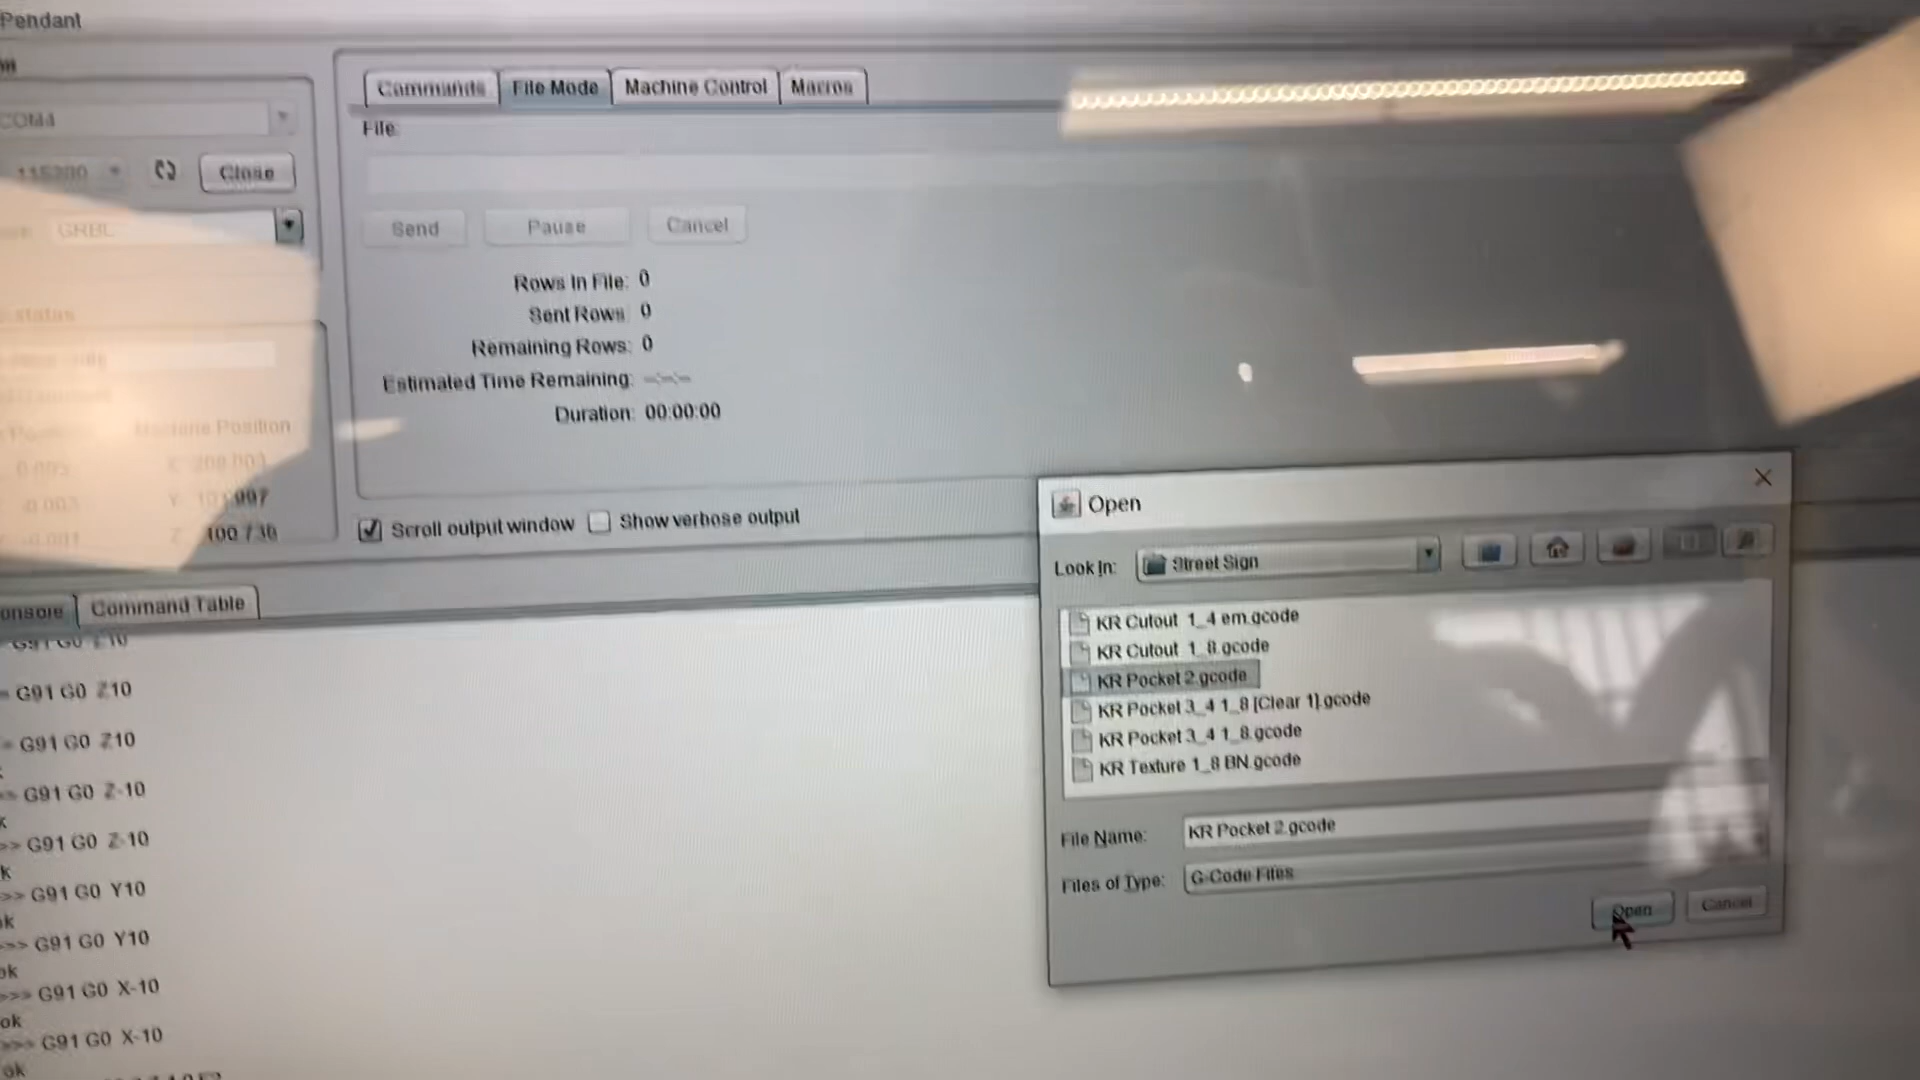 Pendant
COM4
115200
Close
GRBL
Machine Position
Commands
File Mode
Machine Control
Macros
File:
Send
Pause
Cancel
Rows In File: 0
Sent Rows 0
Remaining Rows: 0
Estimated Time Remaining: --:--:--
Duration: 00:00:00
Scroll output window
Show verbose output
Command Table
G91 G0 Z10
G91 G0 Z10
G91 G0 Z10
>> G91 G0 Z-10
k
>> G91 G0 Z-10
k
>>> G91 G0 Y10
ok
>>> G91 G0 Y10
ok
>>> G91 G0 X-10
ok
>>> G91 G0 X-10
ok
Open
Look In: Street Sign
KR Cutout 1_4 em.gcode
KR Cutout 1_8.gcode
KR Pocket 2.gcode
KR Pocket 3_4 1_8 [Clear 1].gcode
KR Pocket 3_4 1_8.gcode
KR Texture 1_8 BN.gcode
File Name: KR Pocket 2.gcode
Files of Type: G-Code Files
Open
Cancel